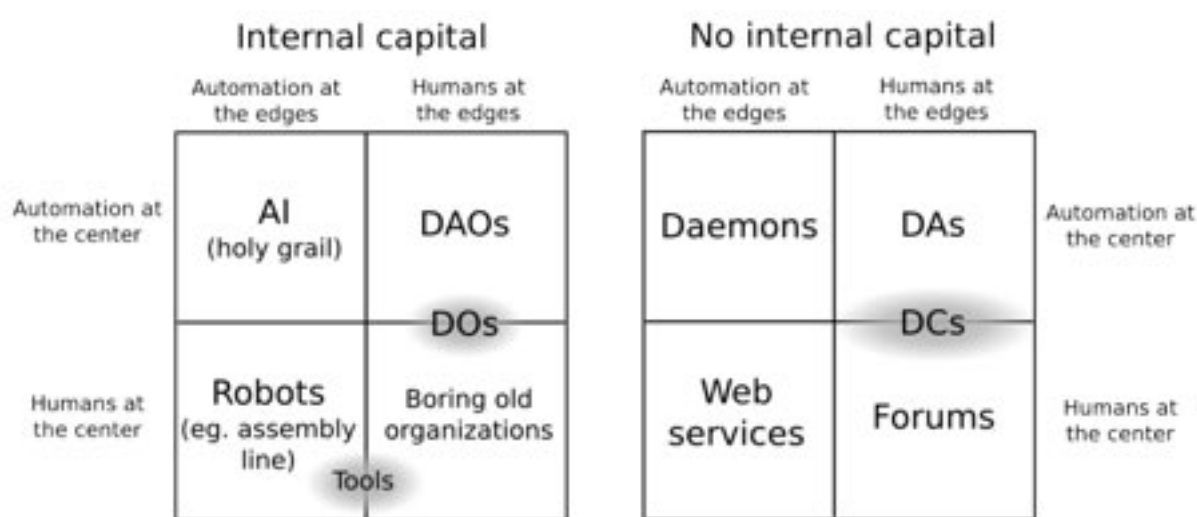 Internal capital
No internal capital
Automation at
the edges
Humans at
the edges
Automation at
the edges
Humans at
the edges
Automation at
the center
AI
(holy grail)
DAOs
Daemons
DAs
Automation at
the center
DOs
DCs
Humans at
the center
Robots
(eg. assembly
line)
Boring old
organizations
Web
services
Forums
Humans at
the center
Tools